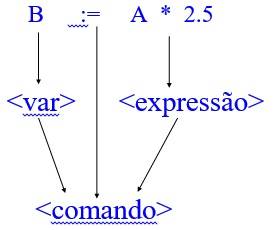 B := A * 2.5
<var> <expressão>
<comando>